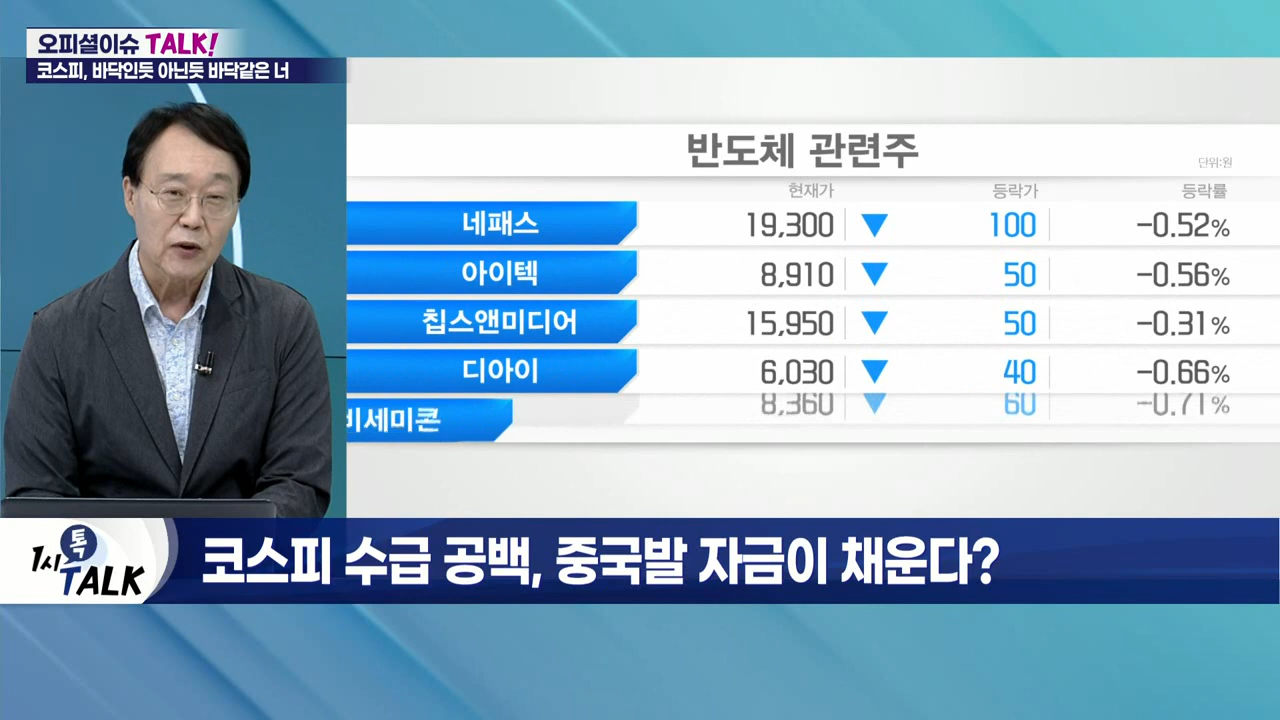 오피셜이슈 TALK!
코스피, 바닥인듯 아닌듯 바닥같은 너
반도체 관련주
단위:원
현재가 등락가 등락률
네패스 19,300 ▼ 100 -0.52%
아이텍 8,910 ▼ 50 -0.56%
칩스앤미디어 15,950 ▼ 50 -0.31%
디아이 6,030 ▼ 40 -0.66%
비세미콘 8,360 ▼ 60 -0.71%
1시톡 TALK
코스피 수급 공백, 중국발 자금이 채운다?